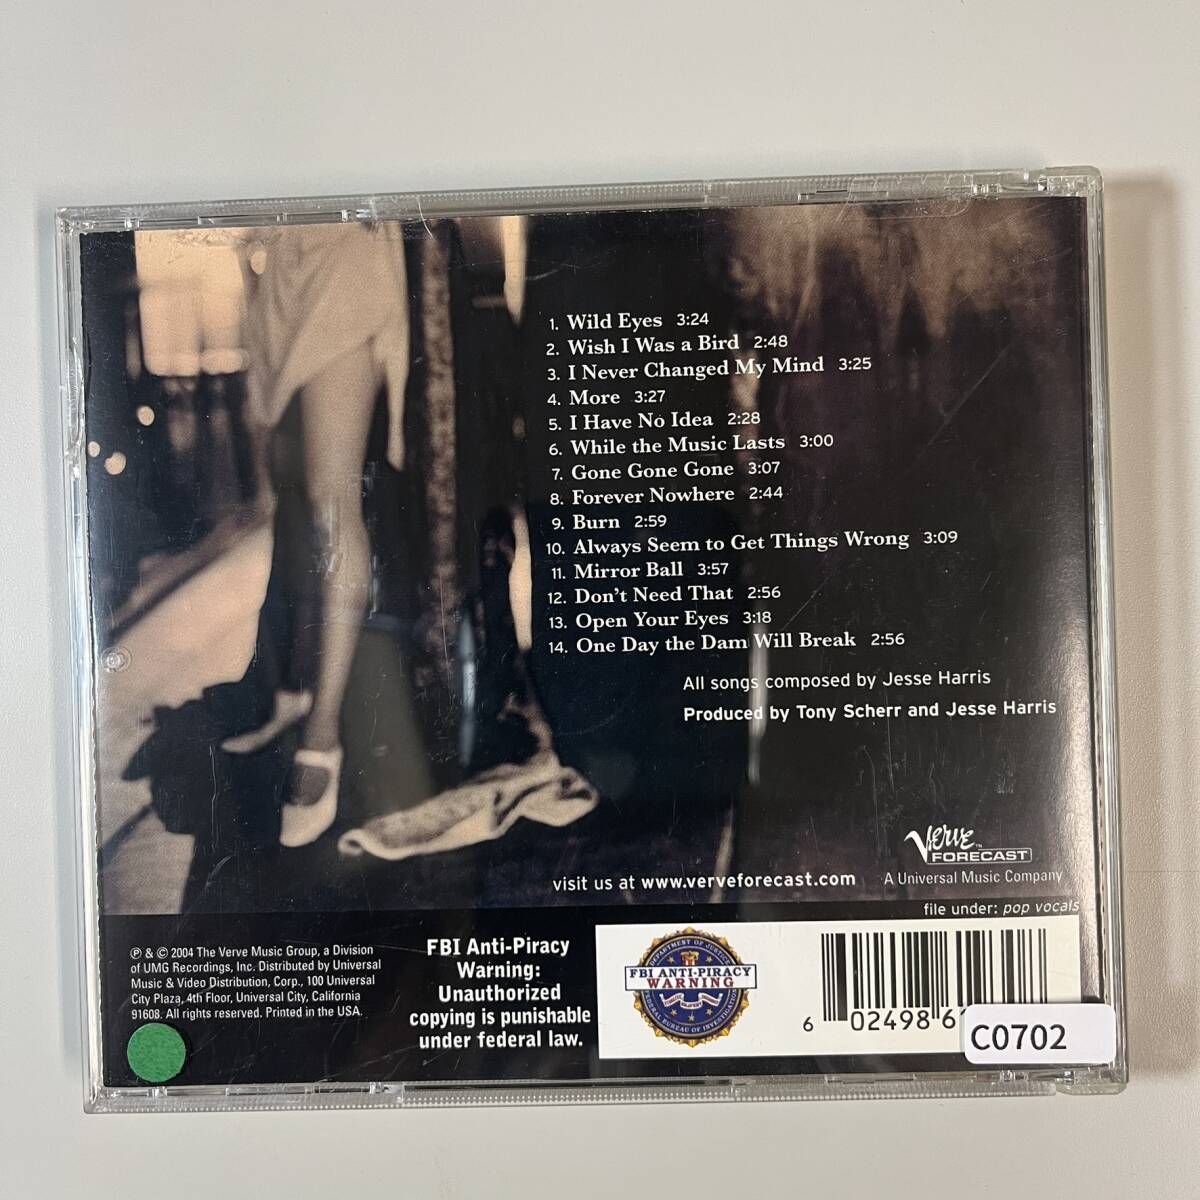 1. Wild Eyes 3:24
2. Wish I Was a Bird 2:48
3. I Never Changed My Mind 3:25
4. More 3:27
5. I Have No Idea 2:28
6. While the Music Lasts 3:00
7. Gone Gone Gone 3:07
8. Forever Nowhere 2:44
9. Burn 2:59
10. Always Seem to Get Things Wrong 3:09
11. Mirror Ball 3:57
12. Don't Need That 2:56
13. Open Your Eyes 3:18
14. One Day the Dam Will Break 2:56
All songs composed by Jesse Harris
Produced by Tony Scherr and Jesse Harris
Verve™
FORECAST
visit us at www.verveforecast.com
A Universal Music Company
file under: pop vocals
℗ & © 2004 The Verve Music Group, a Division
of UMG Recordings, Inc. Distributed by Universal
Music & Video Distribution, Corp., 100 Universal
City Plaza, 4th Floor, Universal City, California
91608. All rights reserved. Printed in the USA.
FBI Anti-Piracy
Warning:
Unauthorized
copying is punishable
under federal law.
DEPARTMENT OF JUSTICE
FBI ANTI-PIRACY
WARNING
FEDERAL BUREAU OF INVESTIGATION
6 02498 6
C0702